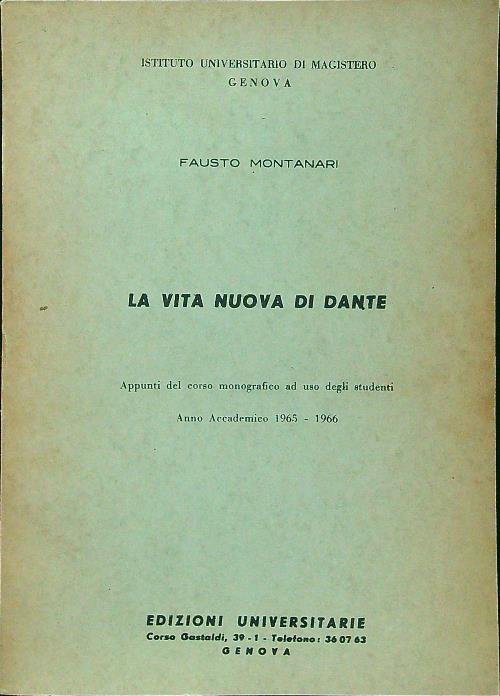 ISTITUTO UNIVERSITARIO DI MAGISTERO
GENOVA
FAUSTO MONTANARI
LA VITA NUOVA DI DANTE
Appunti del corso monografico ad uso degli studenti
Anno Accademico 1965 - 1966
EDIZIONI UNIVERSITARIE
Corso Gastaldi, 39 - 1 - Telefono: 36 07 63
GENOVA